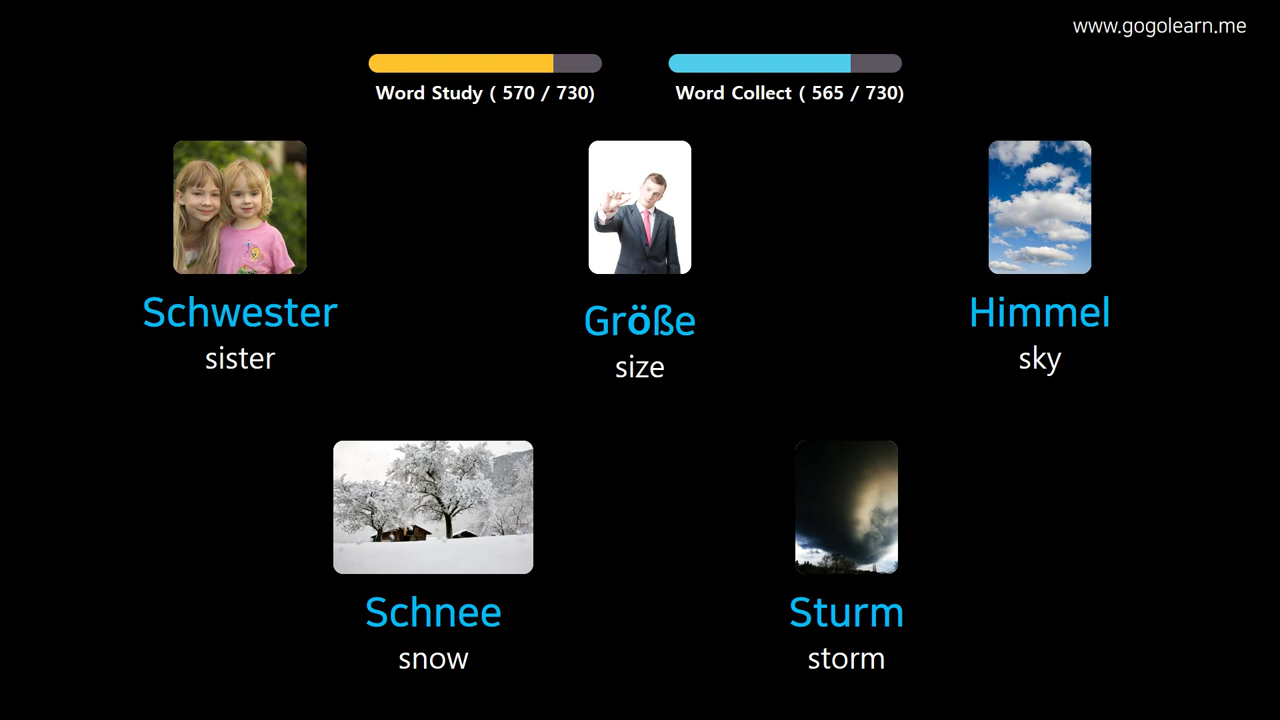 www.gogolearn.me
Word Study ( 570 / 730)
Word Collect ( 565 / 730)
Schwester
sister
Größe
size
Himmel
sky
Schnee
snow
Sturm
storm